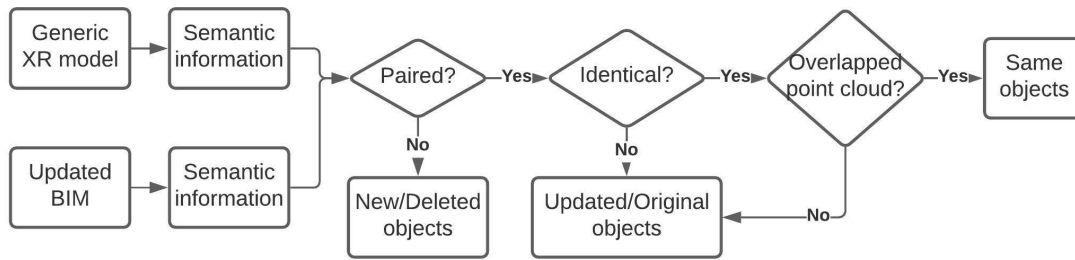 Generic
XR model
Semantic
information
Paired?
Yes
Identical?
Yes
Overlapped
point cloud?
Yes
Same
objects
No
No
Updated
BIM
Semantic
information
New/Deleted
objects
Updated/Original
objects
No